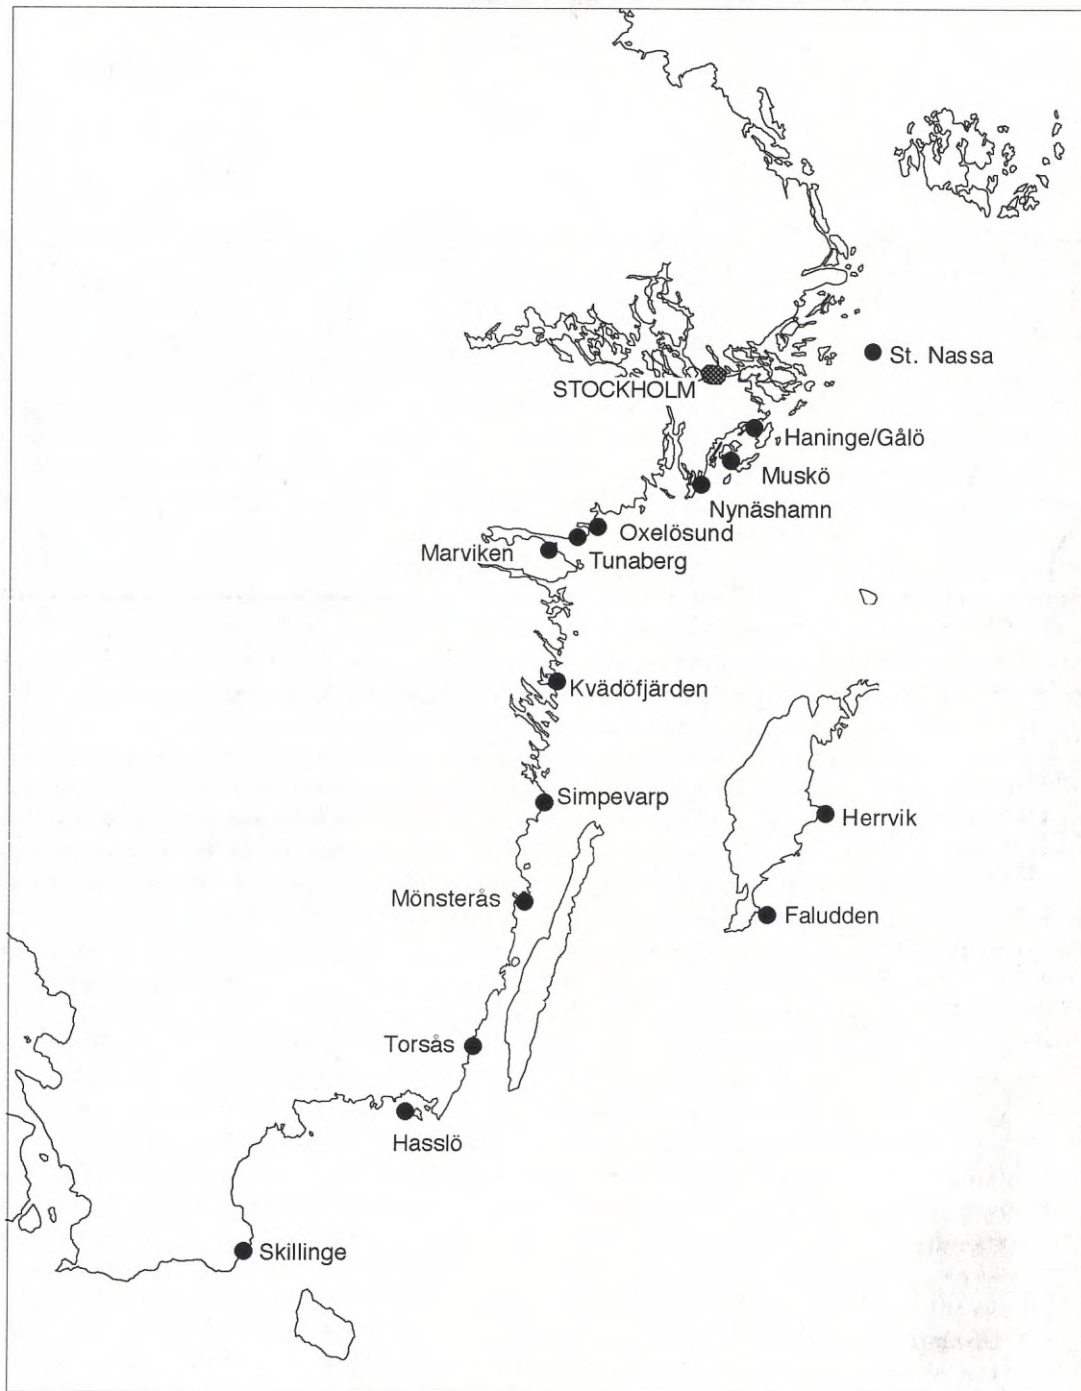 St. Nassa
STOCKHOLM
Haninge/Gålö
Muskö
Nynäshamn
Oxelösund
Marviken
Tunaberg
Kvädöfjärden
Simpevarp
Herrvik
Mönsterås
Faludden
Torsås
Hasslö
Skillinge